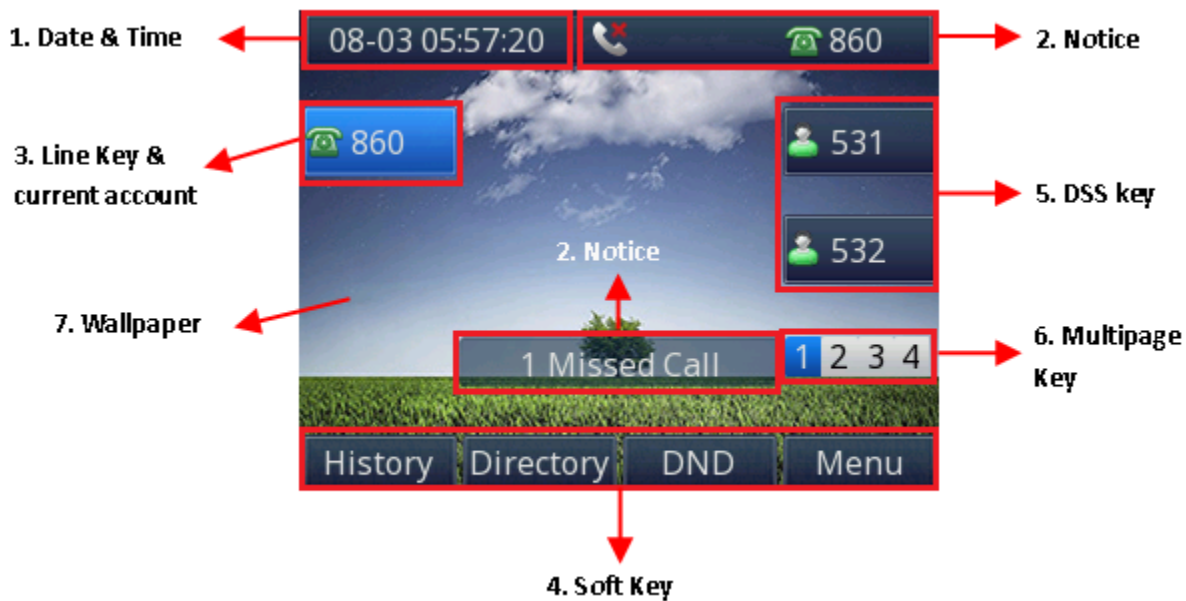 1. Date & Time
08-03 05:57:20
860
2. Notice
3. Line Key &
current account
860
531
5. DSS key
532
2. Notice
7. Wallpaper
1 Missed Call
1 2 3 4
6. Multipage
Key
History Directory DND Menu
4. Soft Key